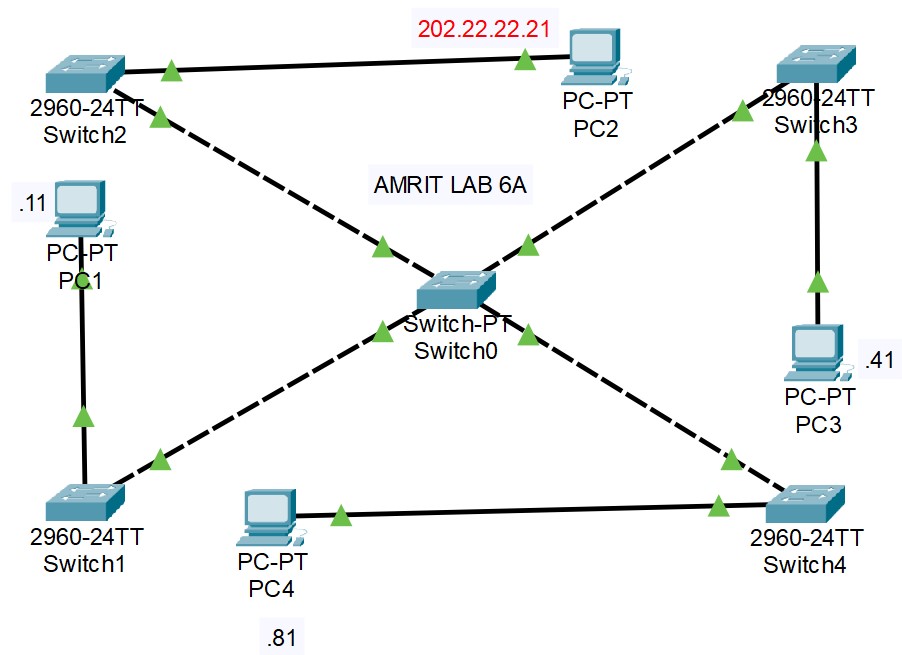 202.22.22.21
2960-24TT
Switch2
PC-PT
PC2
2960-24TT
Switch3
AMRIT LAB 6A
.11
PC-PT
PC1
Switch-PT
Switch0
.41
PC-PT
PC3
2960-24TT
Switch1
PC-PT
PC4
2960-24TT
Switch4
.81